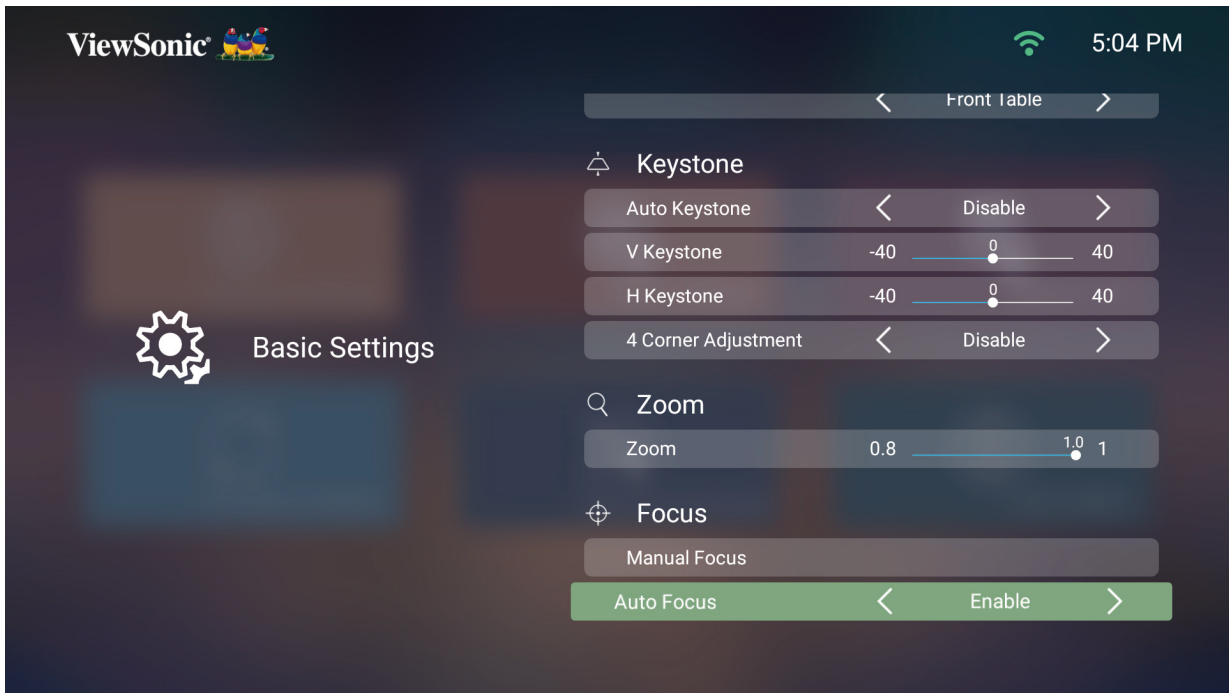 ViewSonic®
5:04 PM
Front Table
Keystone
Auto Keystone Disable
V Keystone -40 0 40
H Keystone -40 0 40
4 Corner Adjustment Disable
Basic Settings
Zoom
Zoom 0.8 1.0 1
Focus
Manual Focus
Auto Focus Enable